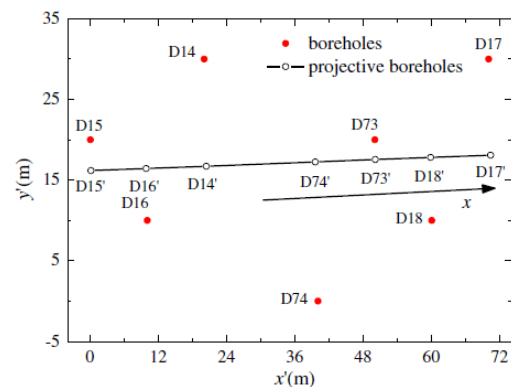 35
25
15
5
-5
y'(m)
D14
boreholes
D17
projective boreholes
D15
D73
D15'
D16'
D14'
D74'
D73'
D18'
D17'
D16
D18
x
D74
0
12
24
36
48
60
72
x'(m)